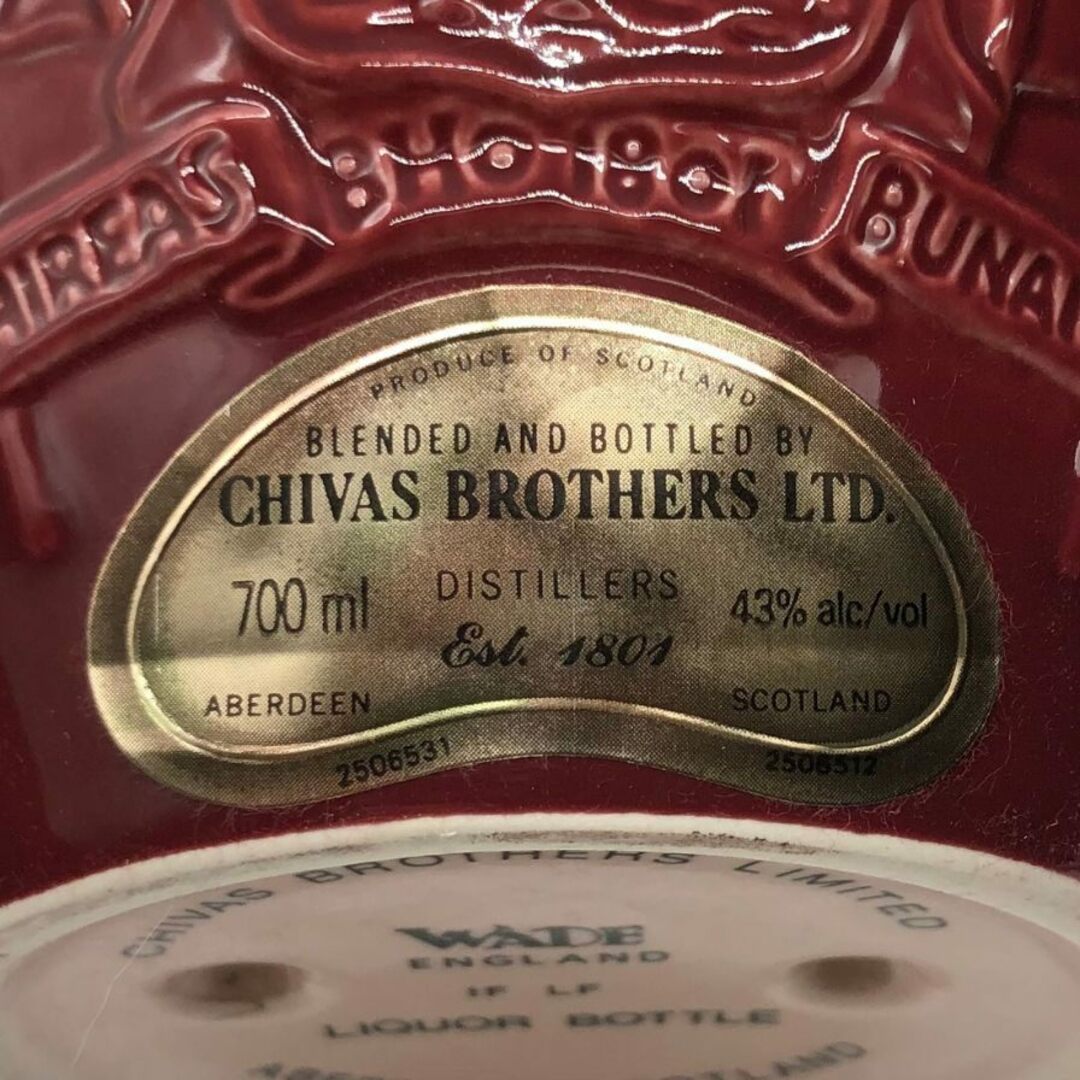 THREAS BHO 1801 BUNA
PRODUCE OF SCOTLAND
BLENDED AND BOTTLED BY
CHIVAS BROTHERS LTD.
700 ml DISTILLERS 43% alc/vol
Est. 1801
ABERDEEN SCOTLAND
2506531 2506512
CHIVAS BROTHERS LIMITED
WADE
ENGLAND
LIQUOR BOTTLE